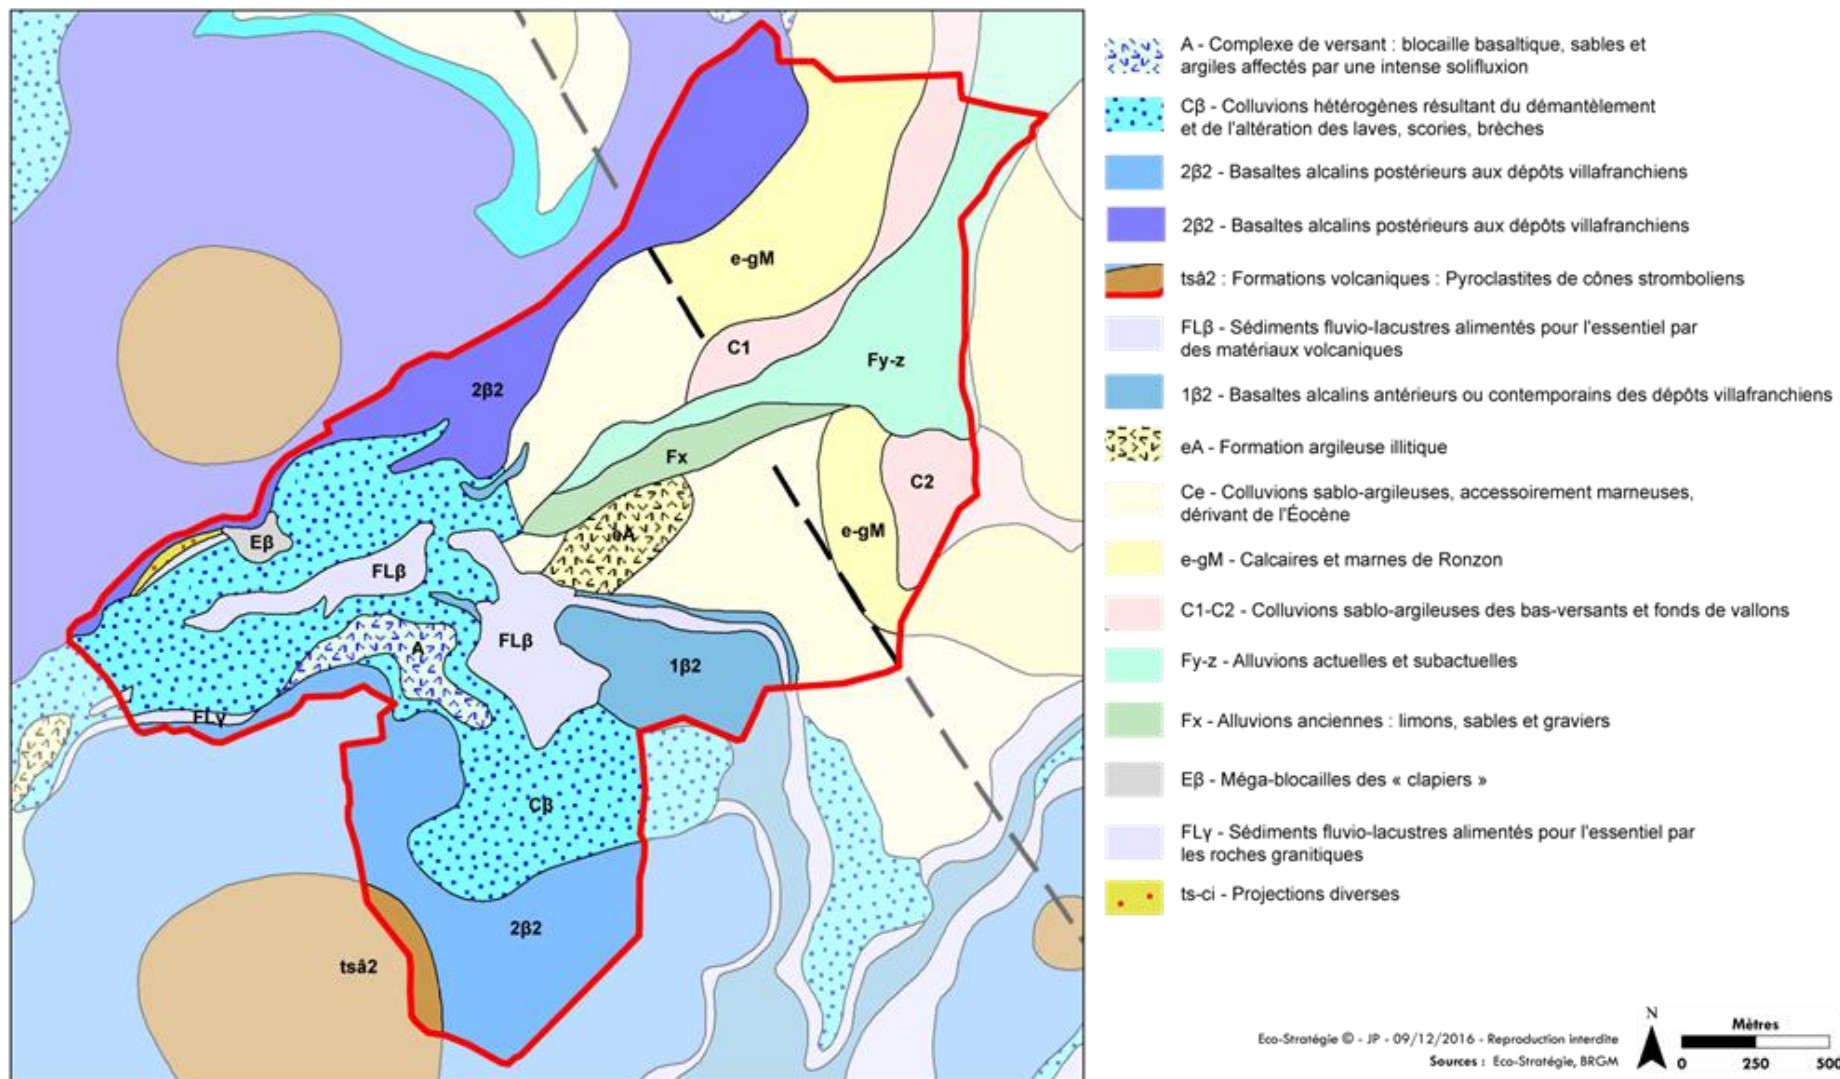 e-gM
C1
Fy-z
2β2
Fx
C2
eA
e-gM
Eβ
FLβ
FLβ
A
1β2
FLγ
Cβ
2β2
tsâ2
A - Complexe de versant : blocaille basaltique, sables et
argiles affectés par une intense solifluxion
Cβ - Colluvions hétérogènes résultant du démantèlement
et de l'altération des laves, scories, brèches
2β2 - Basaltes alcalins postérieurs aux dépôts villafranchiens
2β2 - Basaltes alcalins postérieurs aux dépôts villafranchiens
tsâ2 : Formations volcaniques : Pyroclastites de cônes stromboliens
FLβ - Sédiments fluvio-lacustres alimentés pour l'essentiel par
des matériaux volcaniques
1β2 - Basaltes alcalins antérieurs ou contemporains des dépôts villafranchiens
eA - Formation argileuse illitique
Ce - Colluvions sablo-argileuses, accessoirement marneuses,
dérivant de l'Éocène
e-gM - Calcaires et marnes de Ronzon
C1-C2 - Colluvions sablo-argileuses des bas-versants et fonds de vallons
Fy-z - Alluvions actuelles et subactuelles
Fx - Alluvions anciennes : limons, sables et graviers
Eβ - Méga-blocailles des « clapiers »
FLγ - Sédiments fluvio-lacustres alimentés pour l'essentiel par
les roches granitiques
ts-ci - Projections diverses
Eco-Stratégie © - JP - 09/12/2016 - Reproduction interdite
Sources : Eco-Stratégie, BRGM
N
Mètres
0 250 500